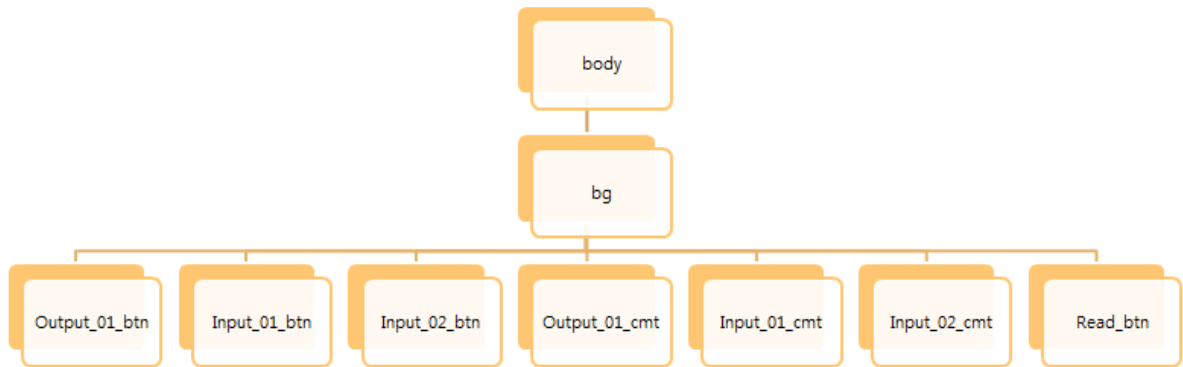 body
bg
Output_01_btn
Input_01_btn
Input_02_btn
Output_01_cmt
Input_01_cmt
Input_02_cmt
Read_btn